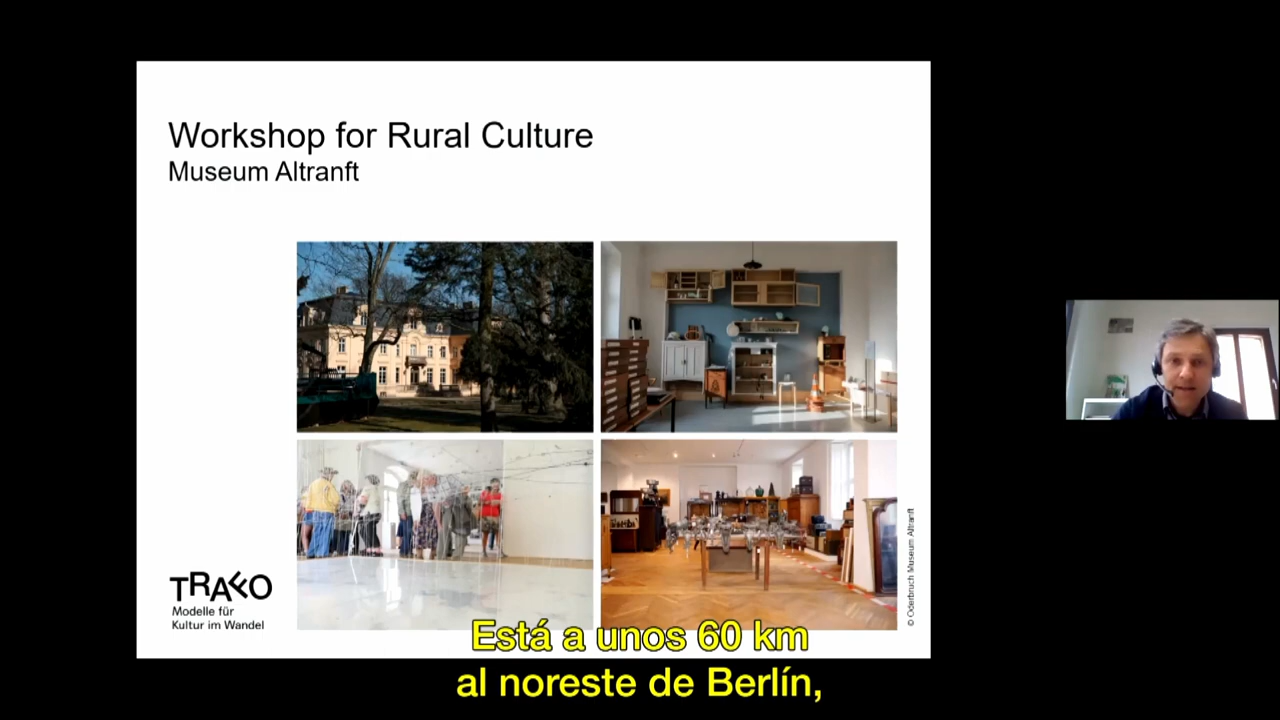 Workshop for Rural Culture
Museum Altranft
© Oderbruch Museum Altranft
TRAFO
Modelle für
Kultur im Wandel
Está a unos 60 km
al noreste de Berlín,